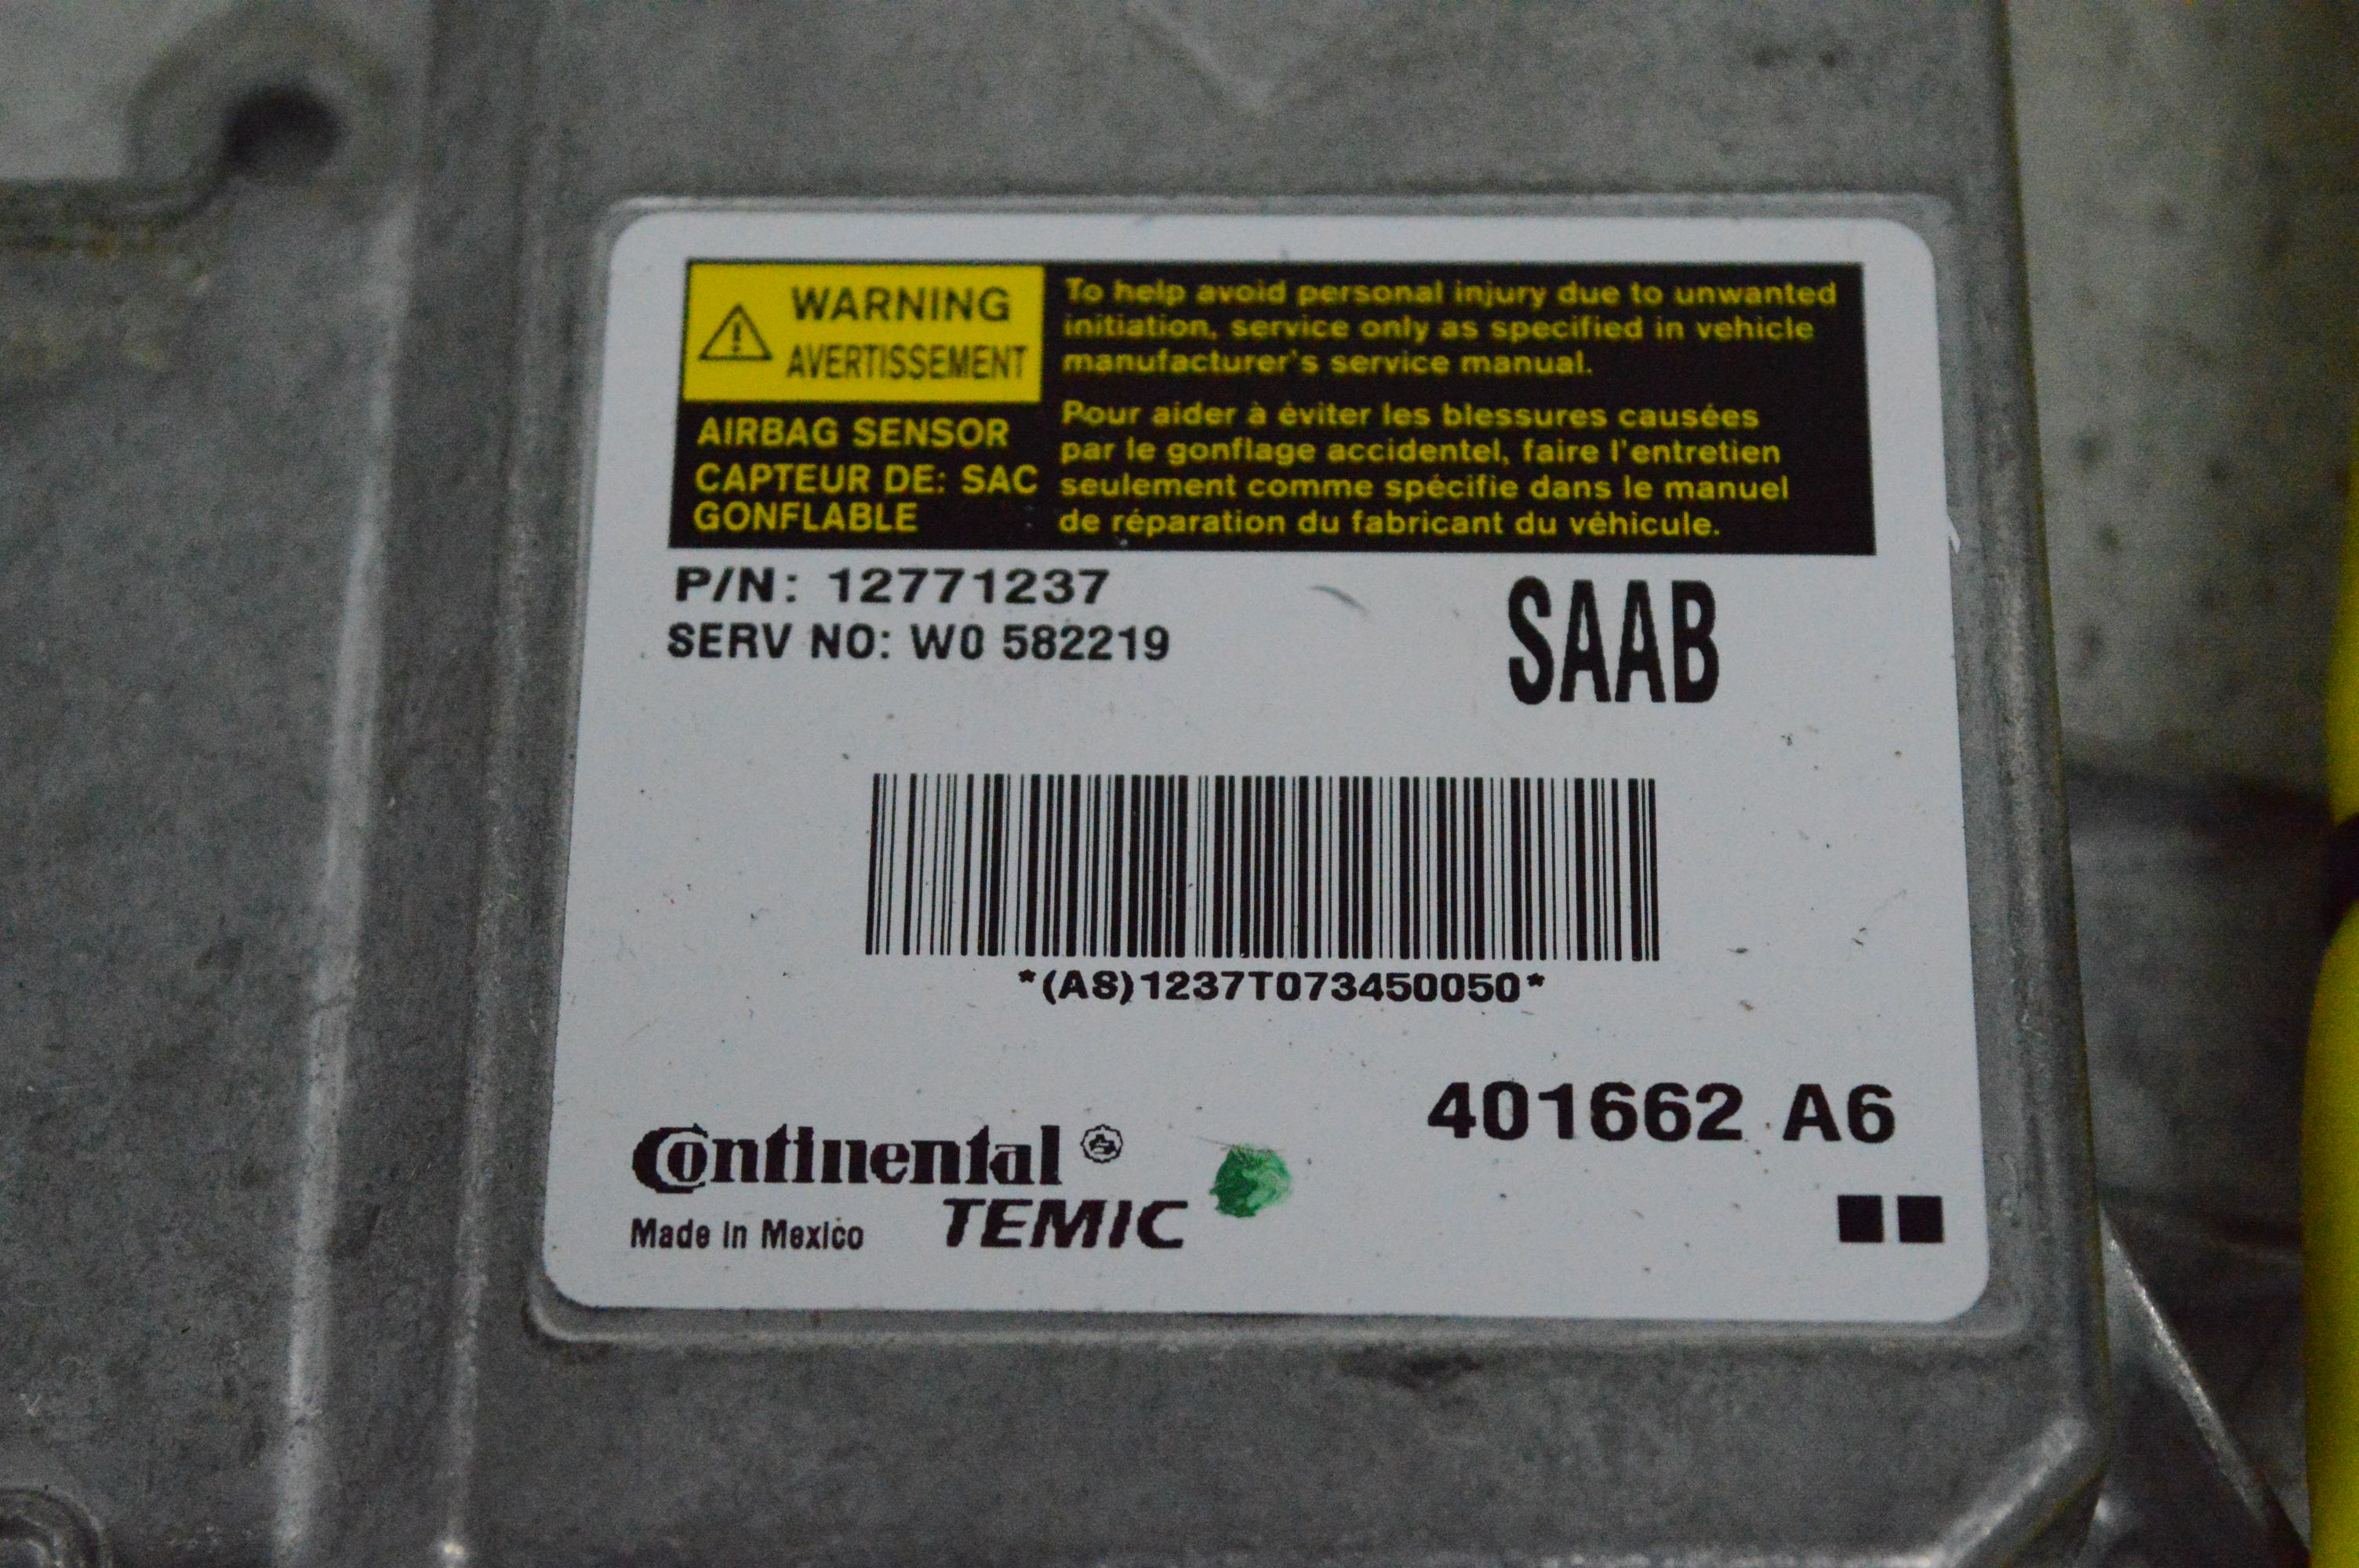 WARNING
AVERTISSEMENT
To help avoid personal injury due to unwanted
initiation, service only as specified in vehicle
manufacturer's service manual.
AIRBAG SENSOR
CAPTEUR DE: SAC
GONFLABLE
Pour aider à éviter les blessures causées
par le gonflage accidentel, faire l'entretien
seulement comme spécifie dans le manuel
de réparation du fabricant du véhicule.
P/N: 12771237
SERV NO: W0 582219
SAAB
*(AS)1237T073450050*
401662 A6
Continental
TEMIC
Made in Mexico